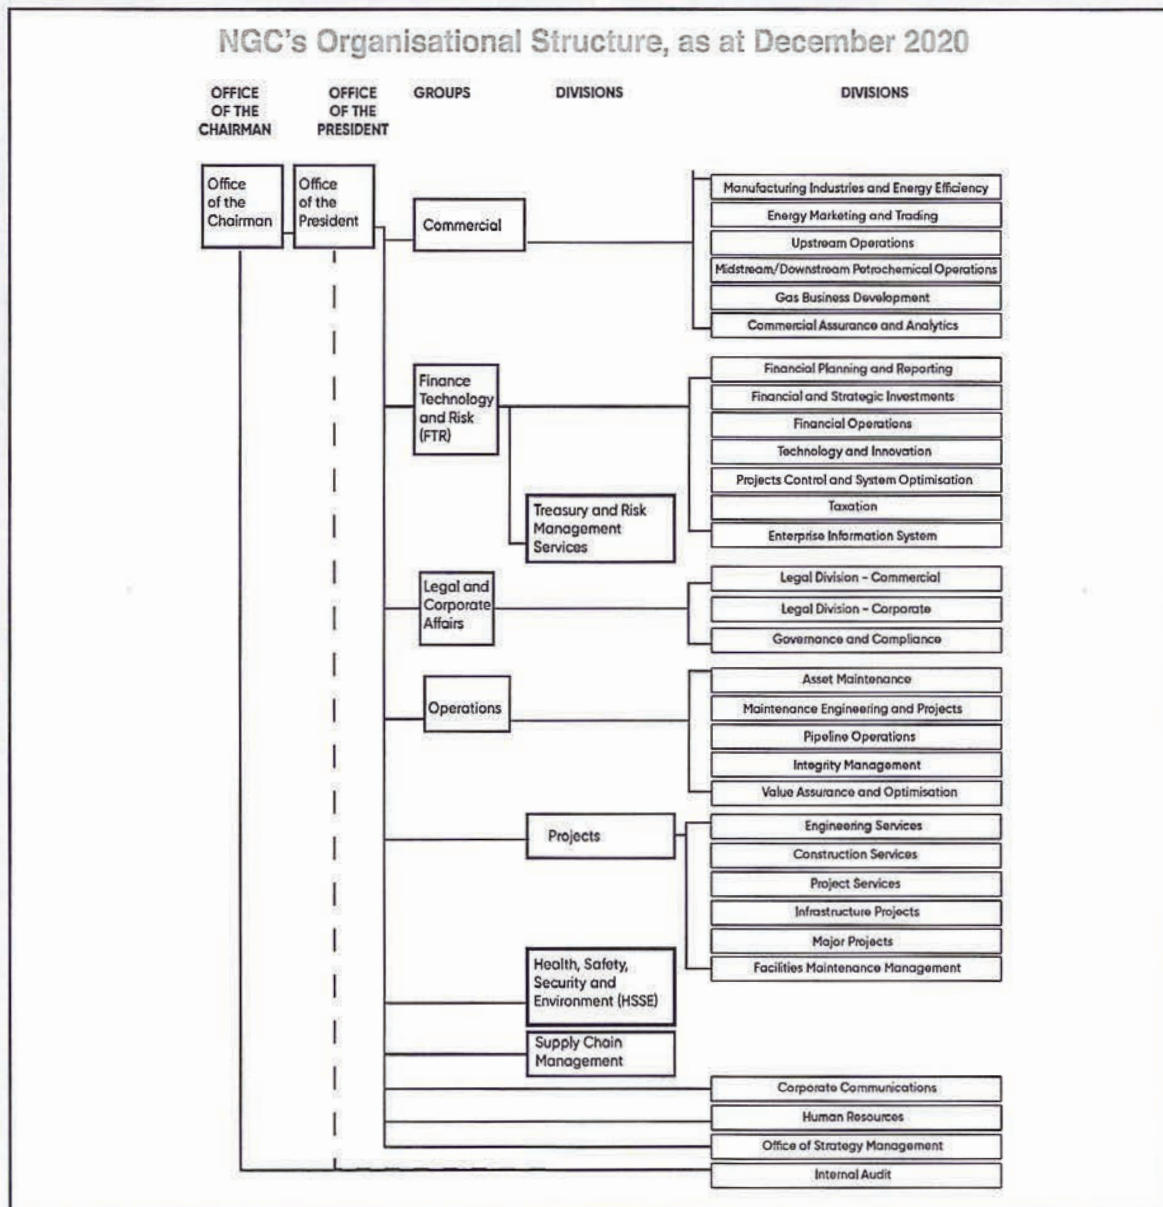 NGC's Organisational Structure, as at December 2020
OFFICE
OF THE
CHAIRMAN
OFFICE
OF THE
PRESIDENT
GROUPS
DIVISIONS
DIVISIONS
Office
of the
Chairman
Office
of the
President
Commercial
Manufacturing Industries and Energy Efficiency
Energy Marketing and Trading
Upstream Operations
Midstream/Downstream Petrochemical Operations
Gas Business Development
Commercial Assurance and Analytics
Finance
Technology
and Risk
(FTR)
Financial Planning and Reporting
Financial and Strategic Investments
Financial Operations
Technology and Innovation
Projects Control and System Optimisation
Taxation
Enterprise Information System
Treasury and Risk
Management
Services
Legal and
Corporate
Affairs
Legal Division - Commercial
Legal Division - Corporate
Governance and Compliance
Operations
Asset Maintenance
Maintenance Engineering and Projects
Pipeline Operations
Integrity Management
Value Assurance and Optimisation
Projects
Engineering Services
Construction Services
Project Services
Infrastructure Projects
Major Projects
Facilities Maintenance Management
Health, Safety,
Security and
Environment (HSSE)
Supply Chain
Management
Corporate Communications
Human Resources
Office of Strategy Management
Internal Audit